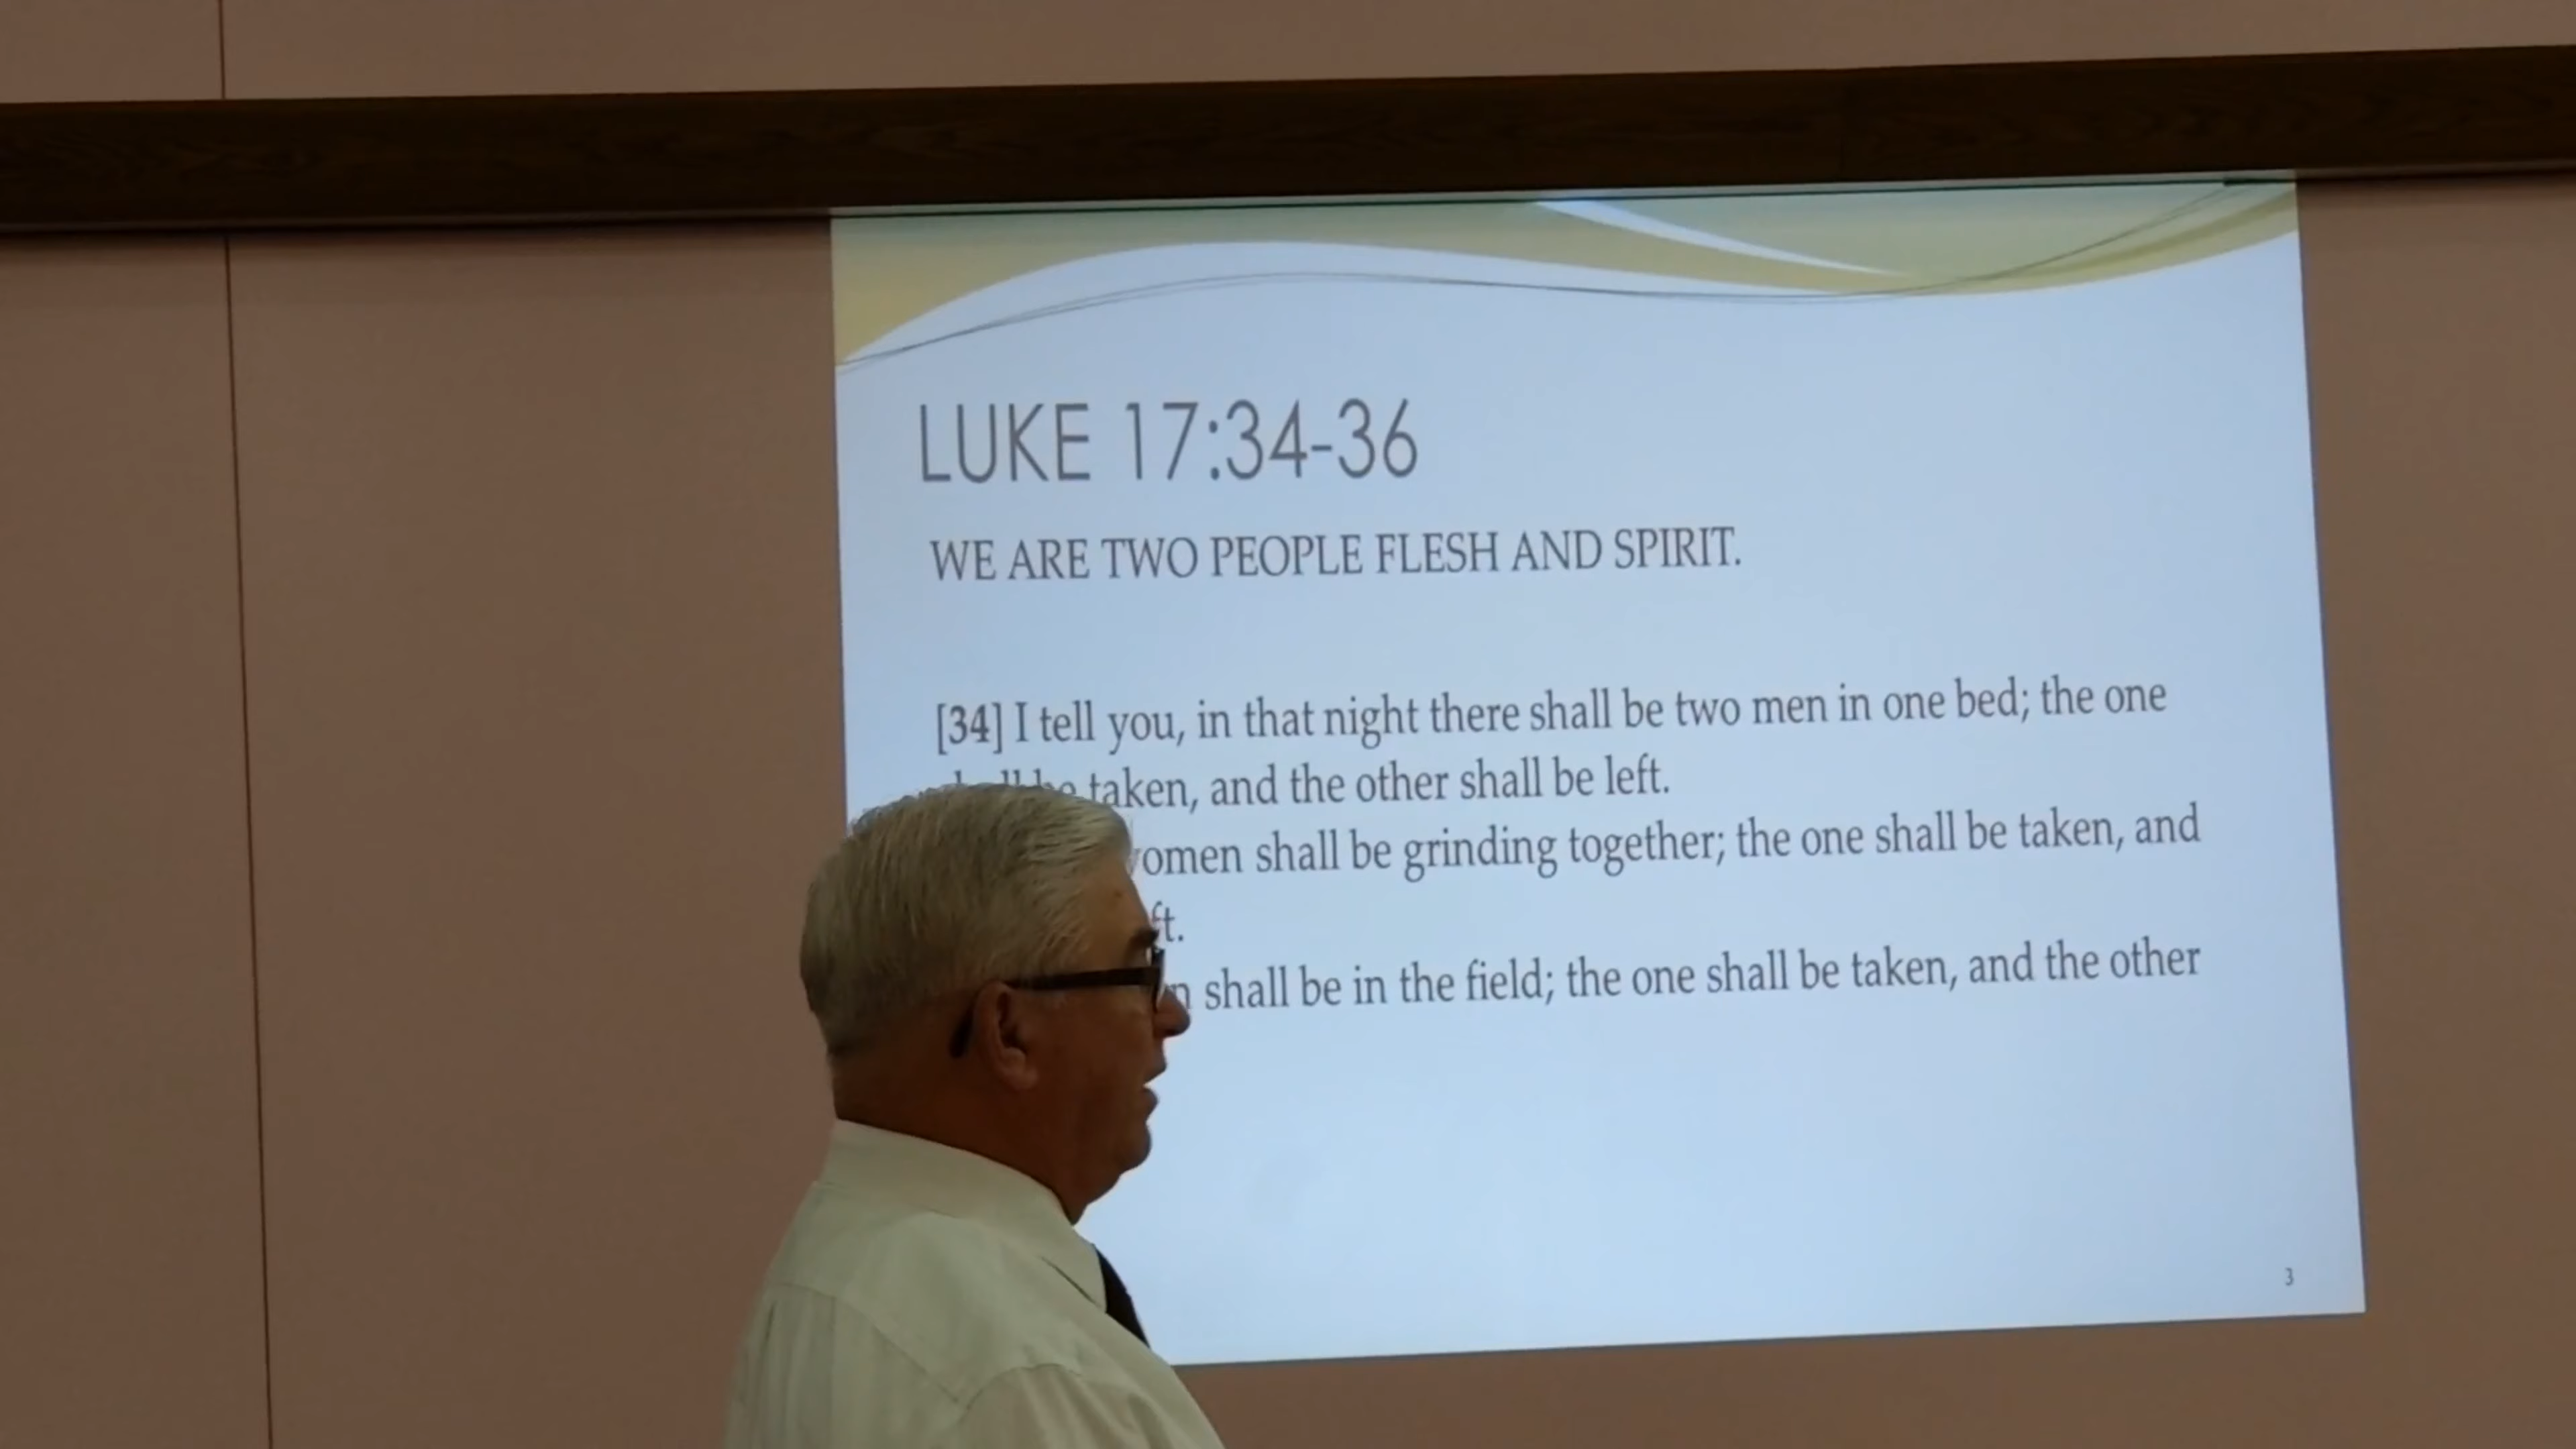 LUKE 17:34-36
WE ARE TWO PEOPLE FLESH AND SPIRIT.
[34] I tell you, in that night there shall be two men in one bed; the one
shall be taken, and the other shall be left.
shall be grinding together; the one shall be taken, and
shall be in the field; the one shall be taken, and the other
3